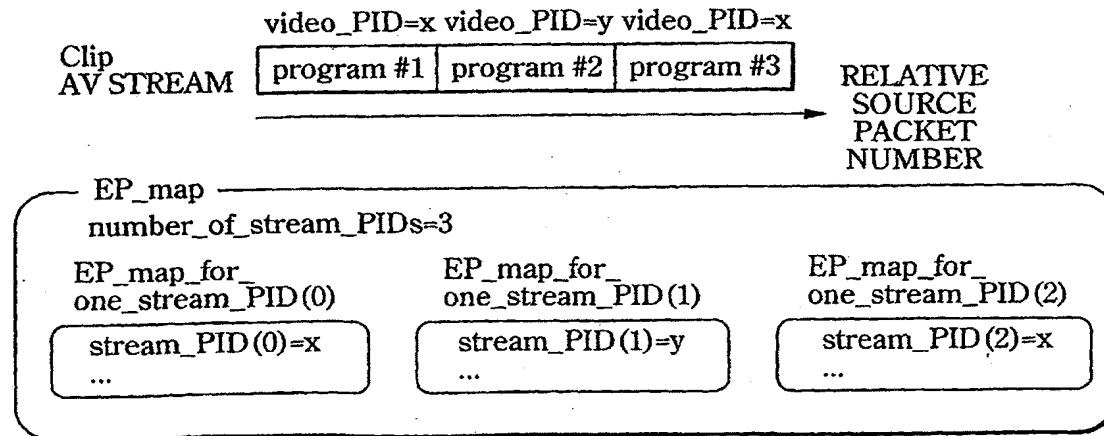 video_PID=x video_PID=y video_PID=x
Clip
AV STREAM
program #1 program #2 program #3
RELATIVE
SOURCE
PACKET
NUMBER
EP_map
number_of_stream_PIDs=3
EP_map_for_
one_stream_PID(0)
stream_PID(0)=x
...
EP_map_for_
one_stream_PID(1)
stream_PID(1)=y
...
EP_map_for_
one_stream_PID(2)
stream_PID(2)=x
...